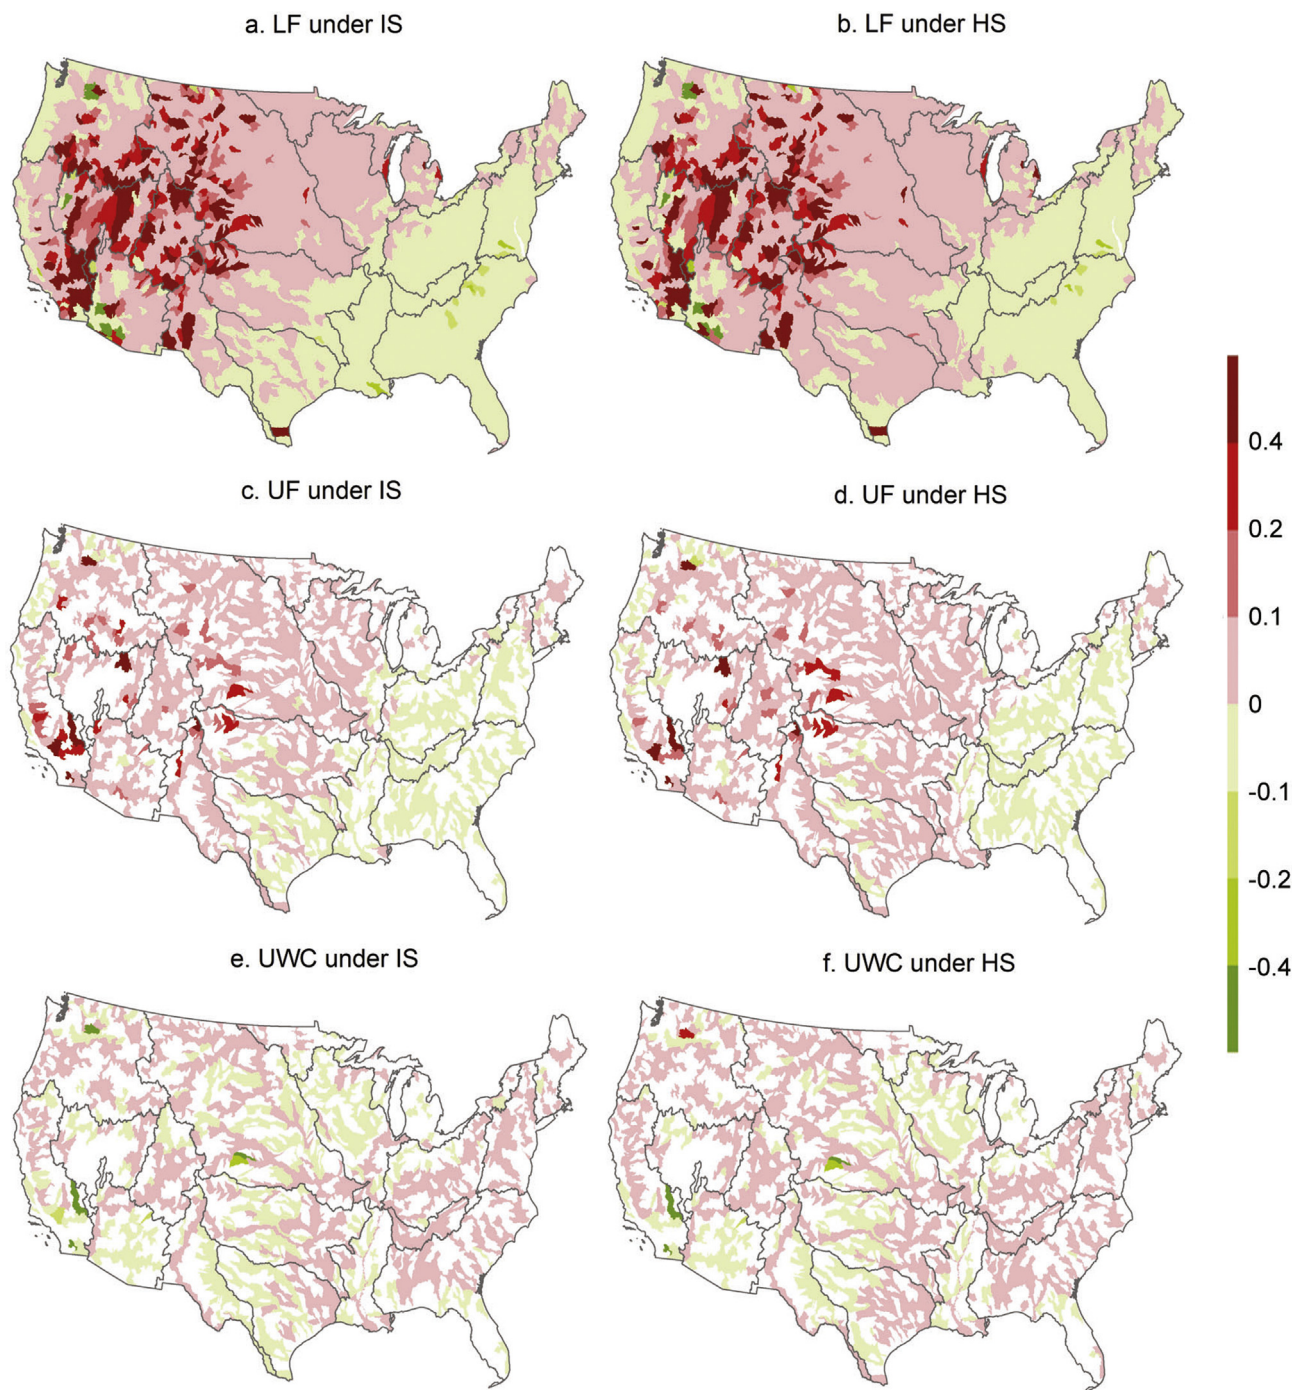 a. LF under IS
b. LF under HS
c. UF under IS
d. UF under HS
e. UWC under IS
f. UWC under HS
0.4
0.2
0.1
0
-0.1
-0.2
-0.4